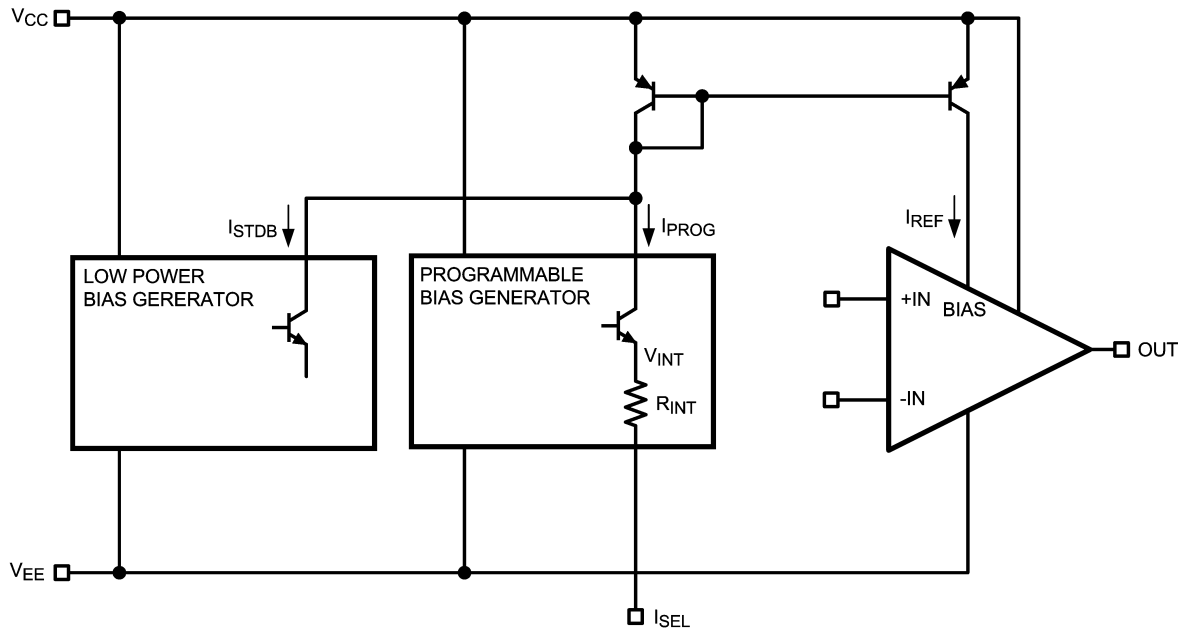 VCC
ISTDB
IPROG
IREF
LOW POWER
BIAS GERERATOR
PROGRAMMABLE
BIAS GENERATOR
VINT
RINT
+IN
BIAS
-IN
OUT
VEE
ISEL